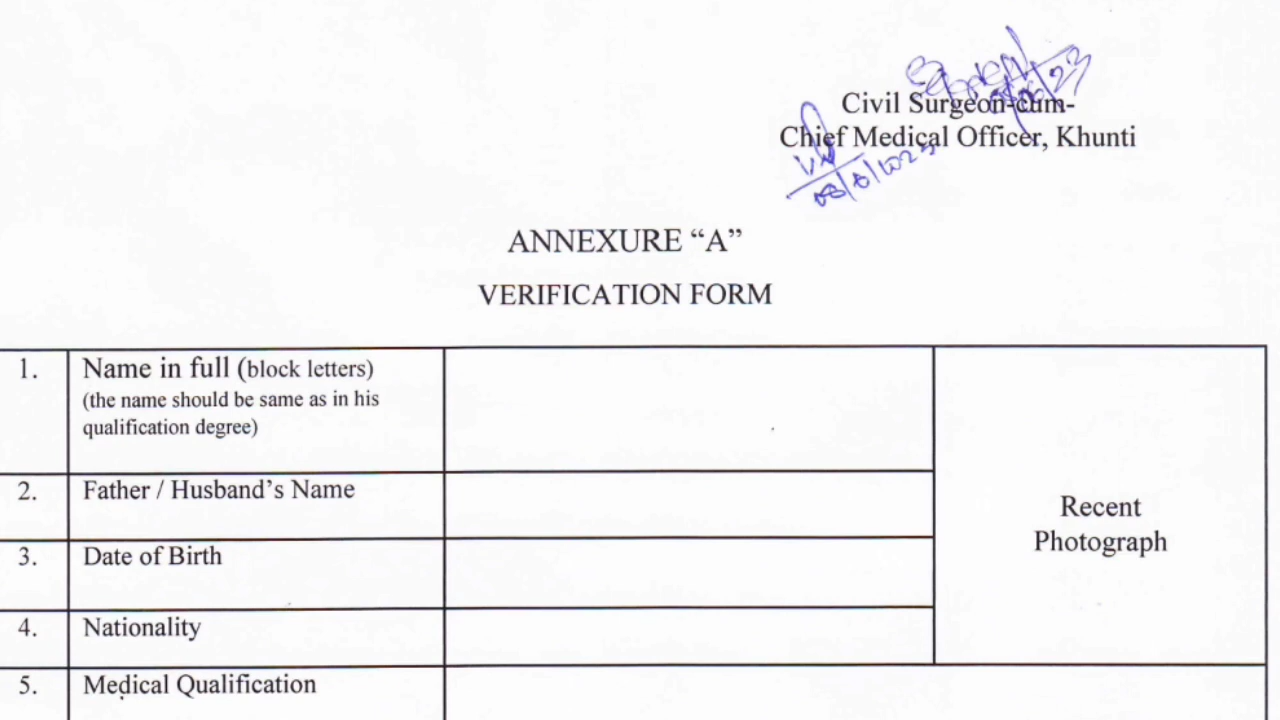 Civil Surgeon-cum-
Chief Medical Officer, Khunti
ANNEXURE “A”
VERIFICATION FORM
1. Name in full (block letters)
(the name should be same as in his
qualification degree)
2. Father / Husband’s Name
3. Date of Birth
4. Nationality
Recent
Photograph
5. Medical Qualification